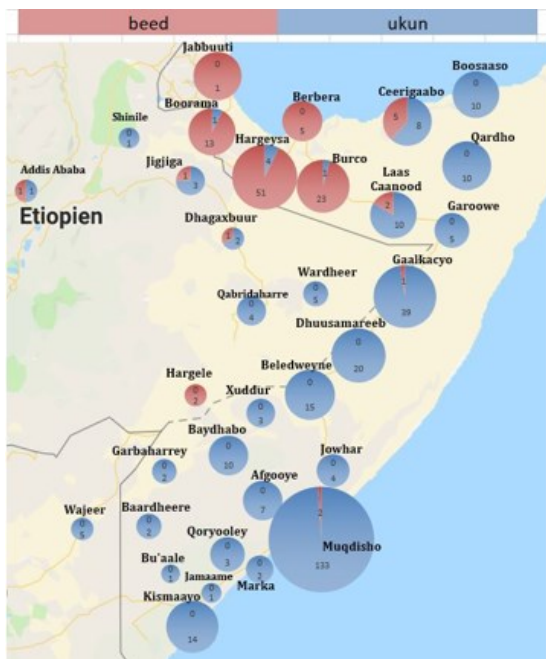 beed ukun
Jabbuuti
0
1
Boosaaso
0
10
Berbera
0
5
Ceerigaabo
5
8
Boorama
1
13
Shinile
0
1
Hargeysa
4
51
Qardho
0
10
Burco
1
23
Jigjiga
1
3
Addis Ababa
1 1
Laas
Caanood
2
10
Etiopien
Garoowe
0
5
Dhagaxbuur
1
2
Gaalkacyo
1
39
Wardheer
0
5
Qabridaharre
0
4
Dhuusamareeb
0
20
Beledweyne
0
15
Hargele
0
2
Xuddur
0
3
Baydhabo
0
10
Jowhar
0
4
Garbaharrey
0
2
Afgooye
0
7
Wajeer
0
5
Baardheere
0
2
Muqdisho
2
133
Qoryooley
0
3
Bu'aale
0
1
Marka
0
2
Jamaame
0
1
Kismaayo
0
14